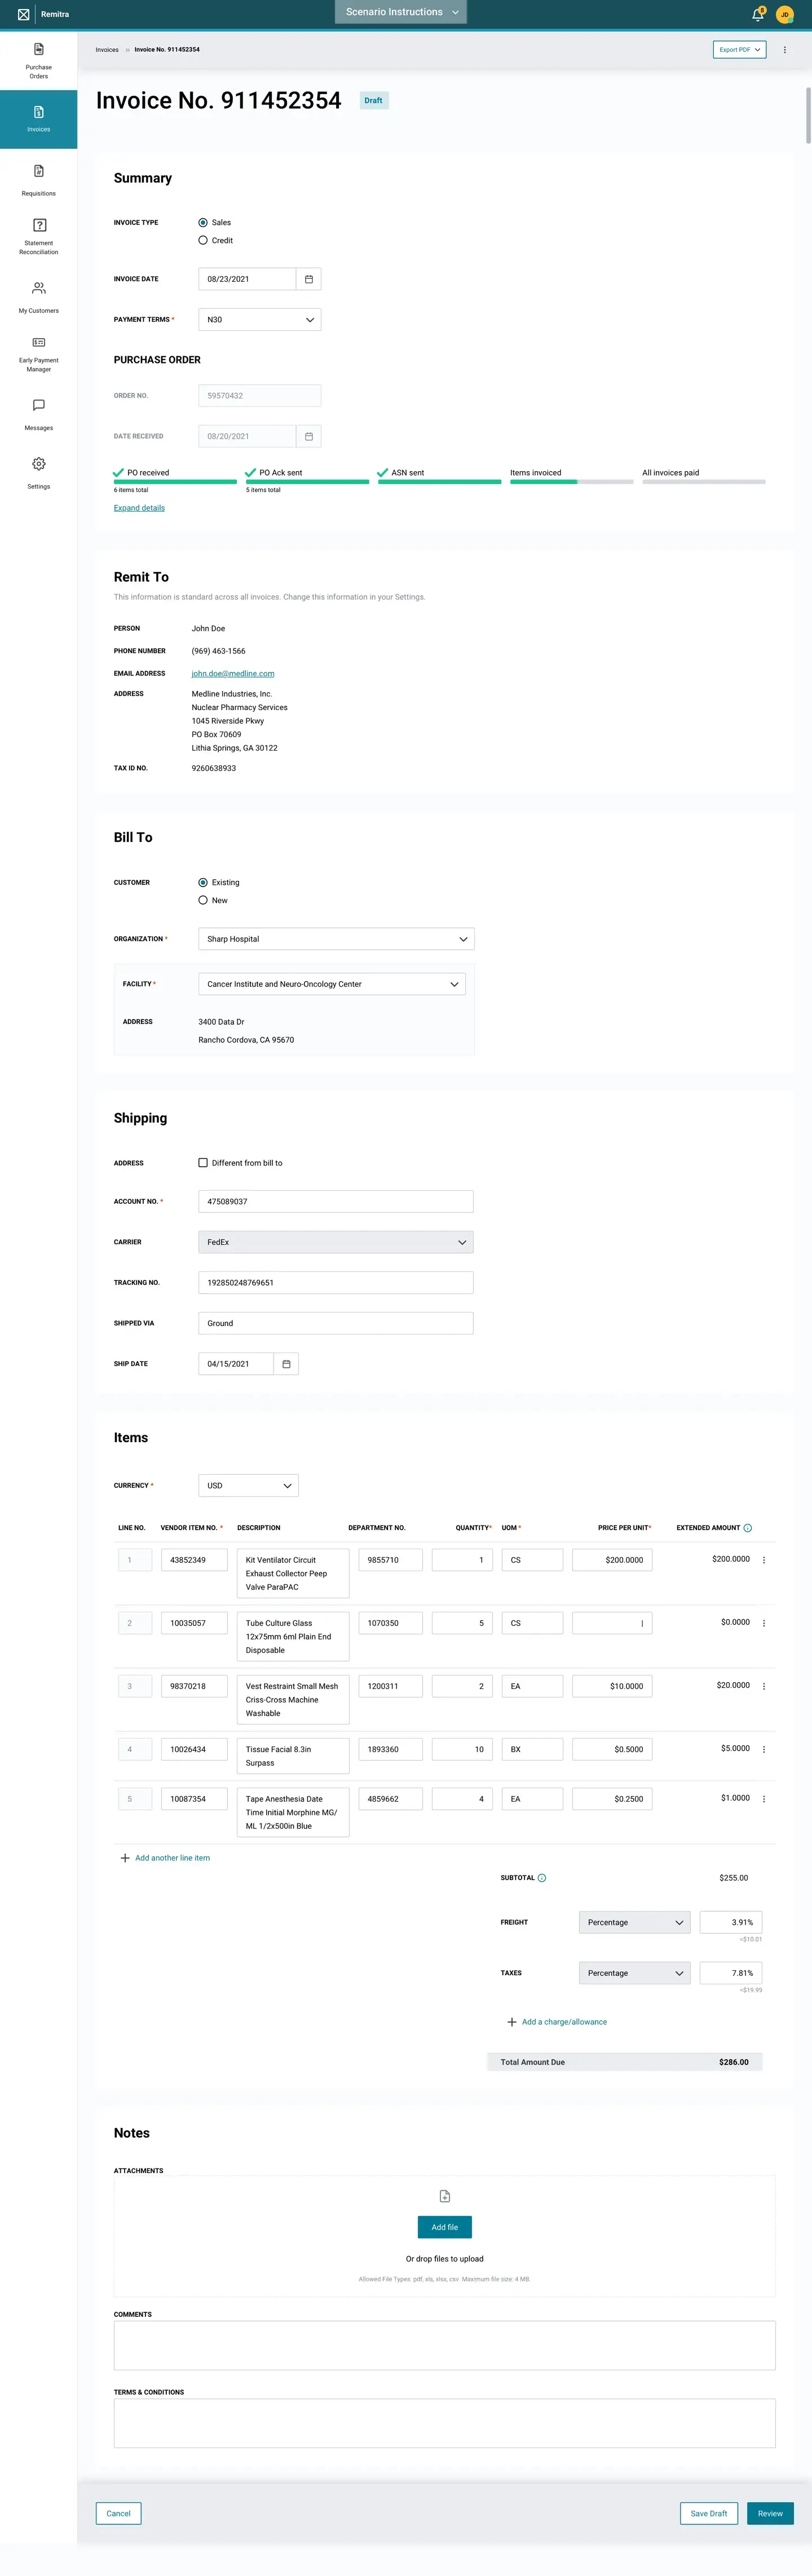 Remitra
Scenario Instructions
8
JD
Purchase
Orders
Invoices
Requisitions
Statement
Reconciliation
My Customers
Early Payment
Manager
Messages
Settings
Invoices » Invoice No. 911452354
Export PDF
Invoice No. 911452354 Draft
Summary
INVOICE TYPE Sales
Credit
INVOICE DATE 08/23/2021
PAYMENT TERMS * N30
PURCHASE ORDER
ORDER NO. 59570432
DATE RECEIVED 08/20/2021
PO received PO Ack sent ASN sent Items invoiced All invoices paid
6 items total 5 items total
Expand details
Remit To
This information is standard across all invoices. Change this information in your Settings.
PERSON John Doe
PHONE NUMBER (969) 463-1566
EMAIL ADDRESS john.doe@medline.com
ADDRESS Medline Industries, Inc.
Nuclear Pharmacy Services
1045 Riverside Pkwy
PO Box 70609
Lithia Springs, GA 30122
TAX ID NO. 9260638933
Bill To
CUSTOMER Existing
New
ORGANIZATION * Sharp Hospital
FACILITY * Cancer Institute and Neuro-Oncology Center
ADDRESS 3400 Data Dr
Rancho Cordova, CA 95670
Shipping
ADDRESS Different from bill to
ACCOUNT NO. * 475089037
CARRIER FedEx
TRACKING NO. 192850248769651
SHIPPED VIA Ground
SHIP DATE 04/15/2021
Items
CURRENCY * USD
LINE NO. VENDOR ITEM NO. * DESCRIPTION DEPARTMENT NO. QUANTITY* UOM * PRICE PER UNIT* EXTENDED AMOUNT
1 43852349 Kit Ventilator Circuit 9855710 1 CS $200.0000 $200.0000
Exhaust Collector Peep
Valve ParaPAC
2 10035057 Tube Culture Glass 1070350 5 CS $0.0000
12x75mm 6ml Plain End
Disposable
3 98370218 Vest Restraint Small Mesh 1200311 2 EA $10.0000 $20.0000
Criss-Cross Machine
Washable
4 10026434 Tissue Facial 8.3in 1893360 10 BX $0.5000 $5.0000
Surpass
5 10087354 Tape Anesthesia Date 4859662 4 EA $0.2500 $1.0000
Time Initial Morphine MG/
ML 1/2x500in Blue
Add another line item
SUBTOTAL $255.00
FREIGHT Percentage 3.91%
≈$10.01
TAXES Percentage 7.81%
≈$19.99
Add a charge/allowance
Total Amount Due $286.00
Notes
ATTACHMENTS
Add file
Or drop files to upload
Allowed File Types: pdf, xls, xlsx, csv. Maximum file size: 4 MB.
COMMENTS
TERMS & CONDITIONS
Cancel Save Draft Review